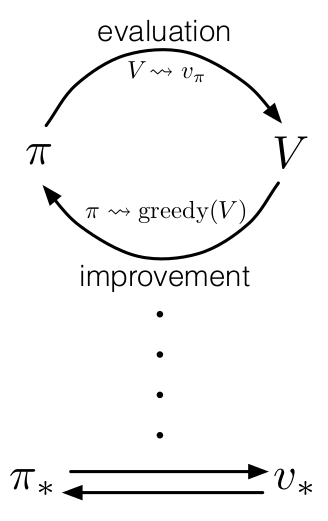 evaluation
V ⇝ v_π
π V
π ⇝ greedy(V)
improvement
π_* v_*